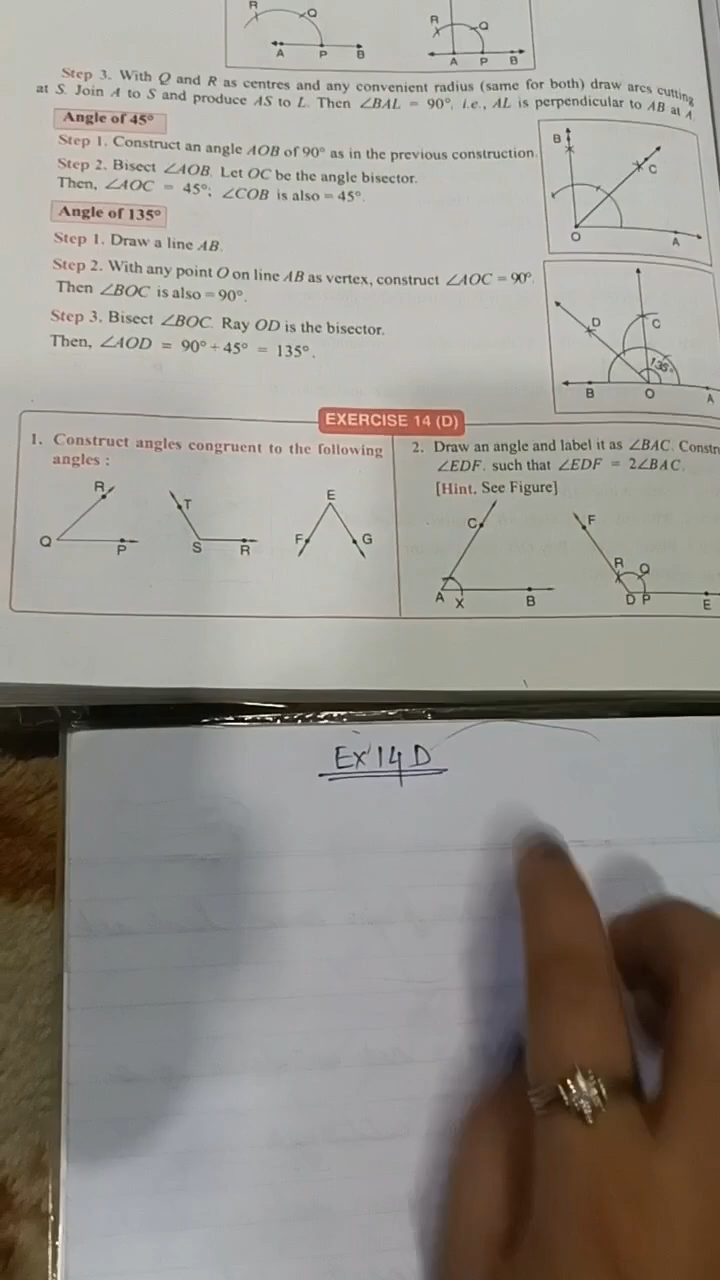 R Q R Q
A P B A P B
Step 3. With Q and R as centres and any convenient radius (same for both) draw arcs cutting
at S. Join A to S and produce AS to L. Then ∠BAL = 90°, i.e., AL is perpendicular to AB at A.
Angle of 45°
Step 1. Construct an angle AOB of 90° as in the previous construction.
Step 2. Bisect ∠AOB. Let OC be the angle bisector.
Then, ∠AOC = 45°; ∠COB is also = 45°.
B C
O A
Angle of 135°
Step 1. Draw a line AB.
Step 2. With any point O on line AB as vertex, construct ∠AOC = 90°.
Then ∠BOC is also = 90°.
Step 3. Bisect ∠BOC. Ray OD is the bisector.
Then, ∠AOD = 90° + 45° = 135°.
D C
135°
B O A
EXERCISE 14 (D)
1. Construct angles congruent to the following
angles :
R T E
Q P S R F G
2. Draw an angle and label it as ∠BAC. Constr
∠EDF, such that ∠EDF = 2∠BAC.
[Hint. See Figure]
C F
R Q
A X B D P E
Ex 14 D